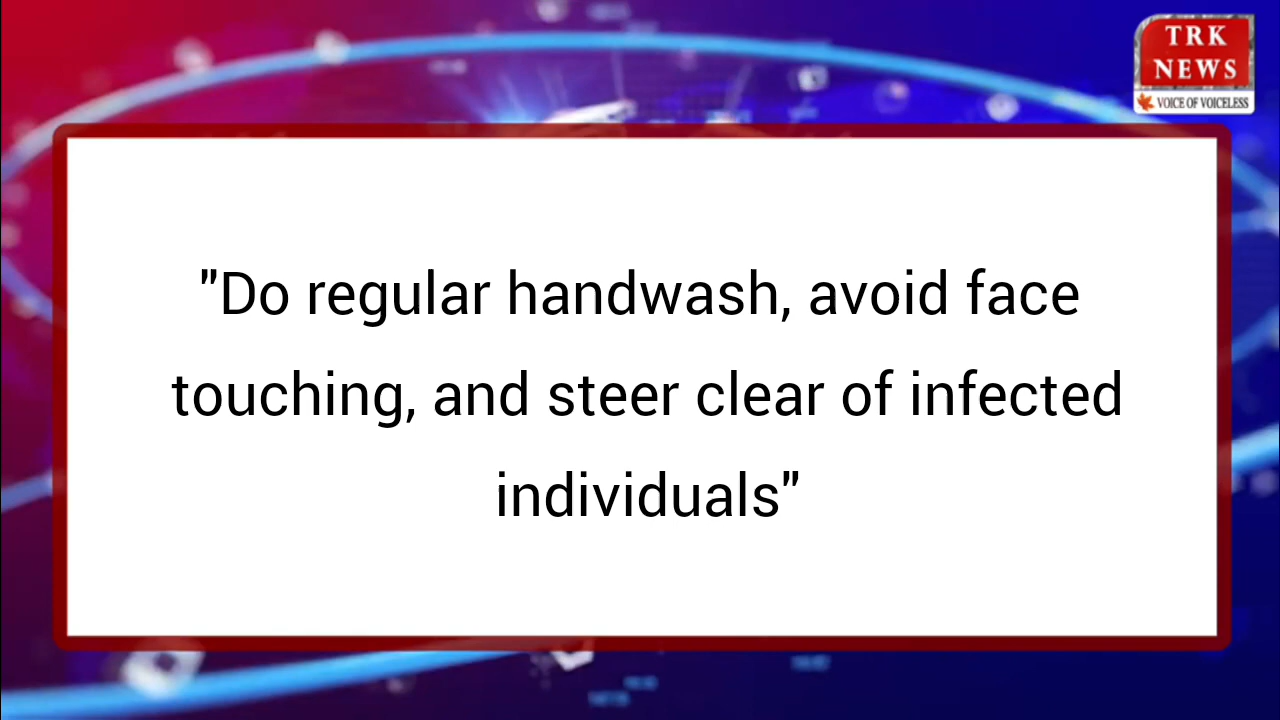 TRK
NEWS
VOICE OF VOICELESS
"Do regular handwash, avoid face
touching, and steer clear of infected
individuals"